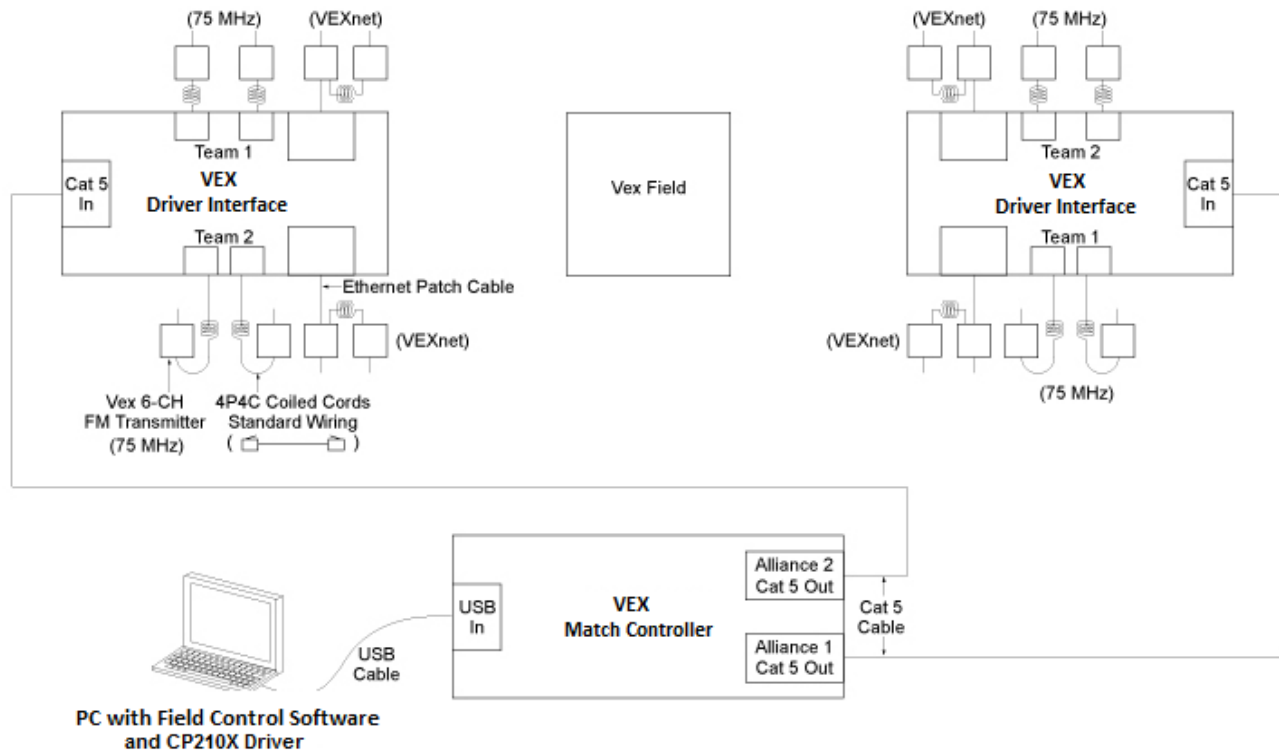 (75 MHz)
(VEXnet)
(VEXnet)
(75 MHz)
Team 1
Cat 5
In
VEX
Driver Interface
Team 2
Vex Field
Team 2
VEX
Driver Interface
Cat 5
In
Team 1
Ethernet Patch Cable
(VEXnet)
(VEXnet)
Vex 6-CH
FM Transmitter
(75 MHz)
4P4C Coiled Cords
Standard Wiring
( )
(75 MHz)
Alliance 2
Cat 5 Out
USB
In
VEX
Match Controller
Cat 5
Cable
Alliance 1
Cat 5 Out
USB
Cable
PC with Field Control Software
and CP210X Driver